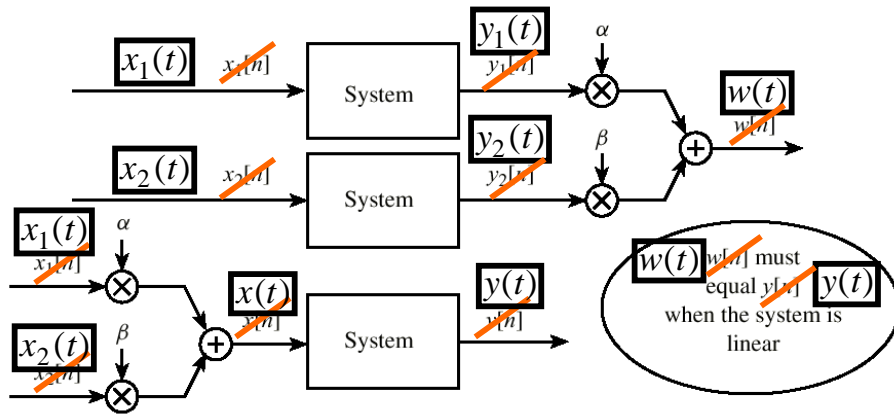 x₁(t) x₁[n] System y₁(t) y₁[n] α w(t) w[n]
x₂(t) x₂[n] System y₂(t) y₂[n] β
x₁(t) x₁[n] α
x(t) x[n] System y(t) y[n]
x₂(t) x₂[n] β
w(t) w[n] must
equal y[n] y(t)
when the system is
linear